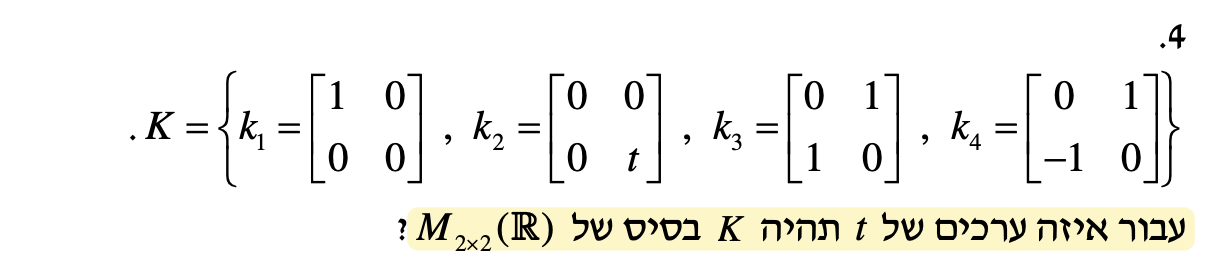 .4
. K = { k₁ = [1 0; 0 0] , k₂ = [0 0; 0 t] , k₃ = [0 1; 1 0] , k₄ = [0 1; −1 0] }
עבור איזה ערכים של t תהיה K בסיס של M₂ₓ₂(ℝ) ?